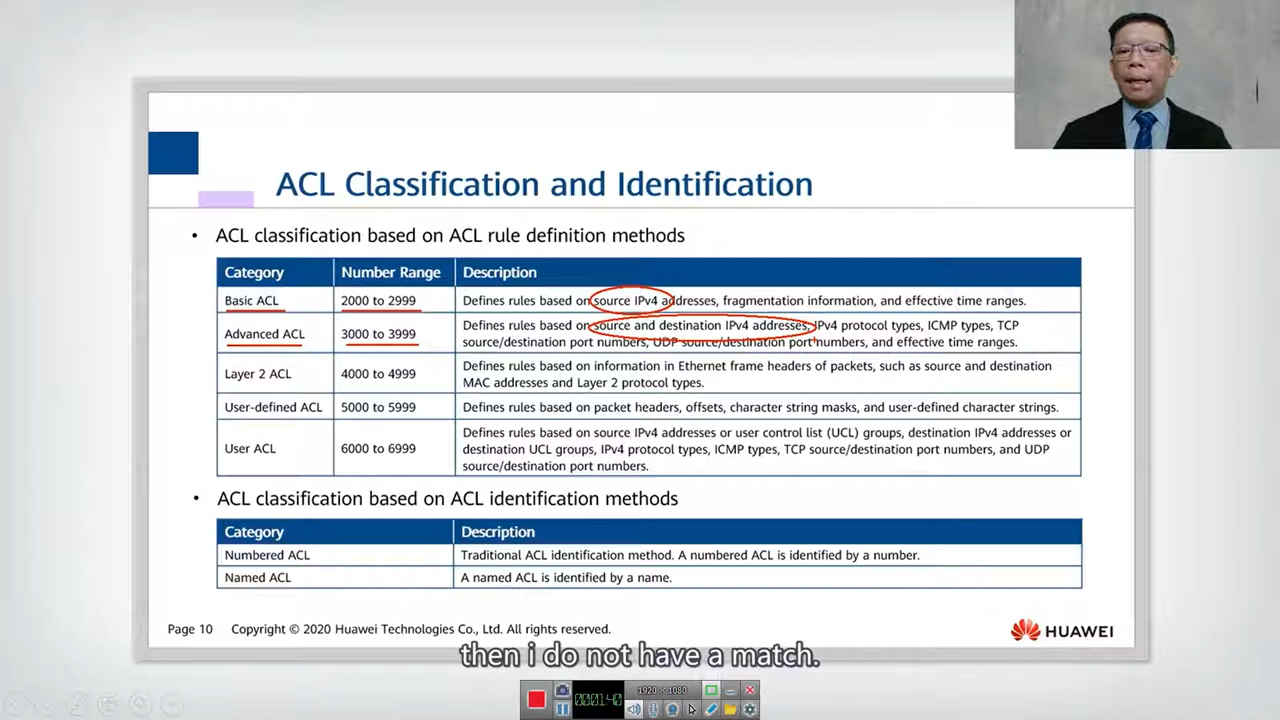 ACL Classification and Identification
• ACL classification based on ACL rule definition methods
Category Number Range Description
Basic ACL 2000 to 2999 Defines rules based on source IPv4 addresses, fragmentation information, and effective time ranges.
Advanced ACL 3000 to 3999 Defines rules based on source and destination IPv4 addresses, IPv4 protocol types, ICMP types, TCP
source/destination port numbers, UDP source/destination port numbers, and effective time ranges.
Layer 2 ACL 4000 to 4999 Defines rules based on information in Ethernet frame headers of packets, such as source and destination
MAC addresses and Layer 2 protocol types.
User-defined ACL 5000 to 5999 Defines rules based on packet headers, offsets, character string masks, and user-defined character strings.
User ACL 6000 to 6999 Defines rules based on source IPv4 addresses or user control list (UCL) groups, destination IPv4 addresses or
destination UCL groups, IPv4 protocol types, ICMP types, TCP source/destination port numbers, and UDP
source/destination port numbers.
• ACL classification based on ACL identification methods
Category Description
Numbered ACL Traditional ACL identification method. A numbered ACL is identified by a number.
Named ACL A named ACL is identified by a name.
Page 10 Copyright © 2020 Huawei Technologies Co., Ltd. All rights reserved.
HUAWEI
then i do not have a match.
000:01:40 1920 × 1080